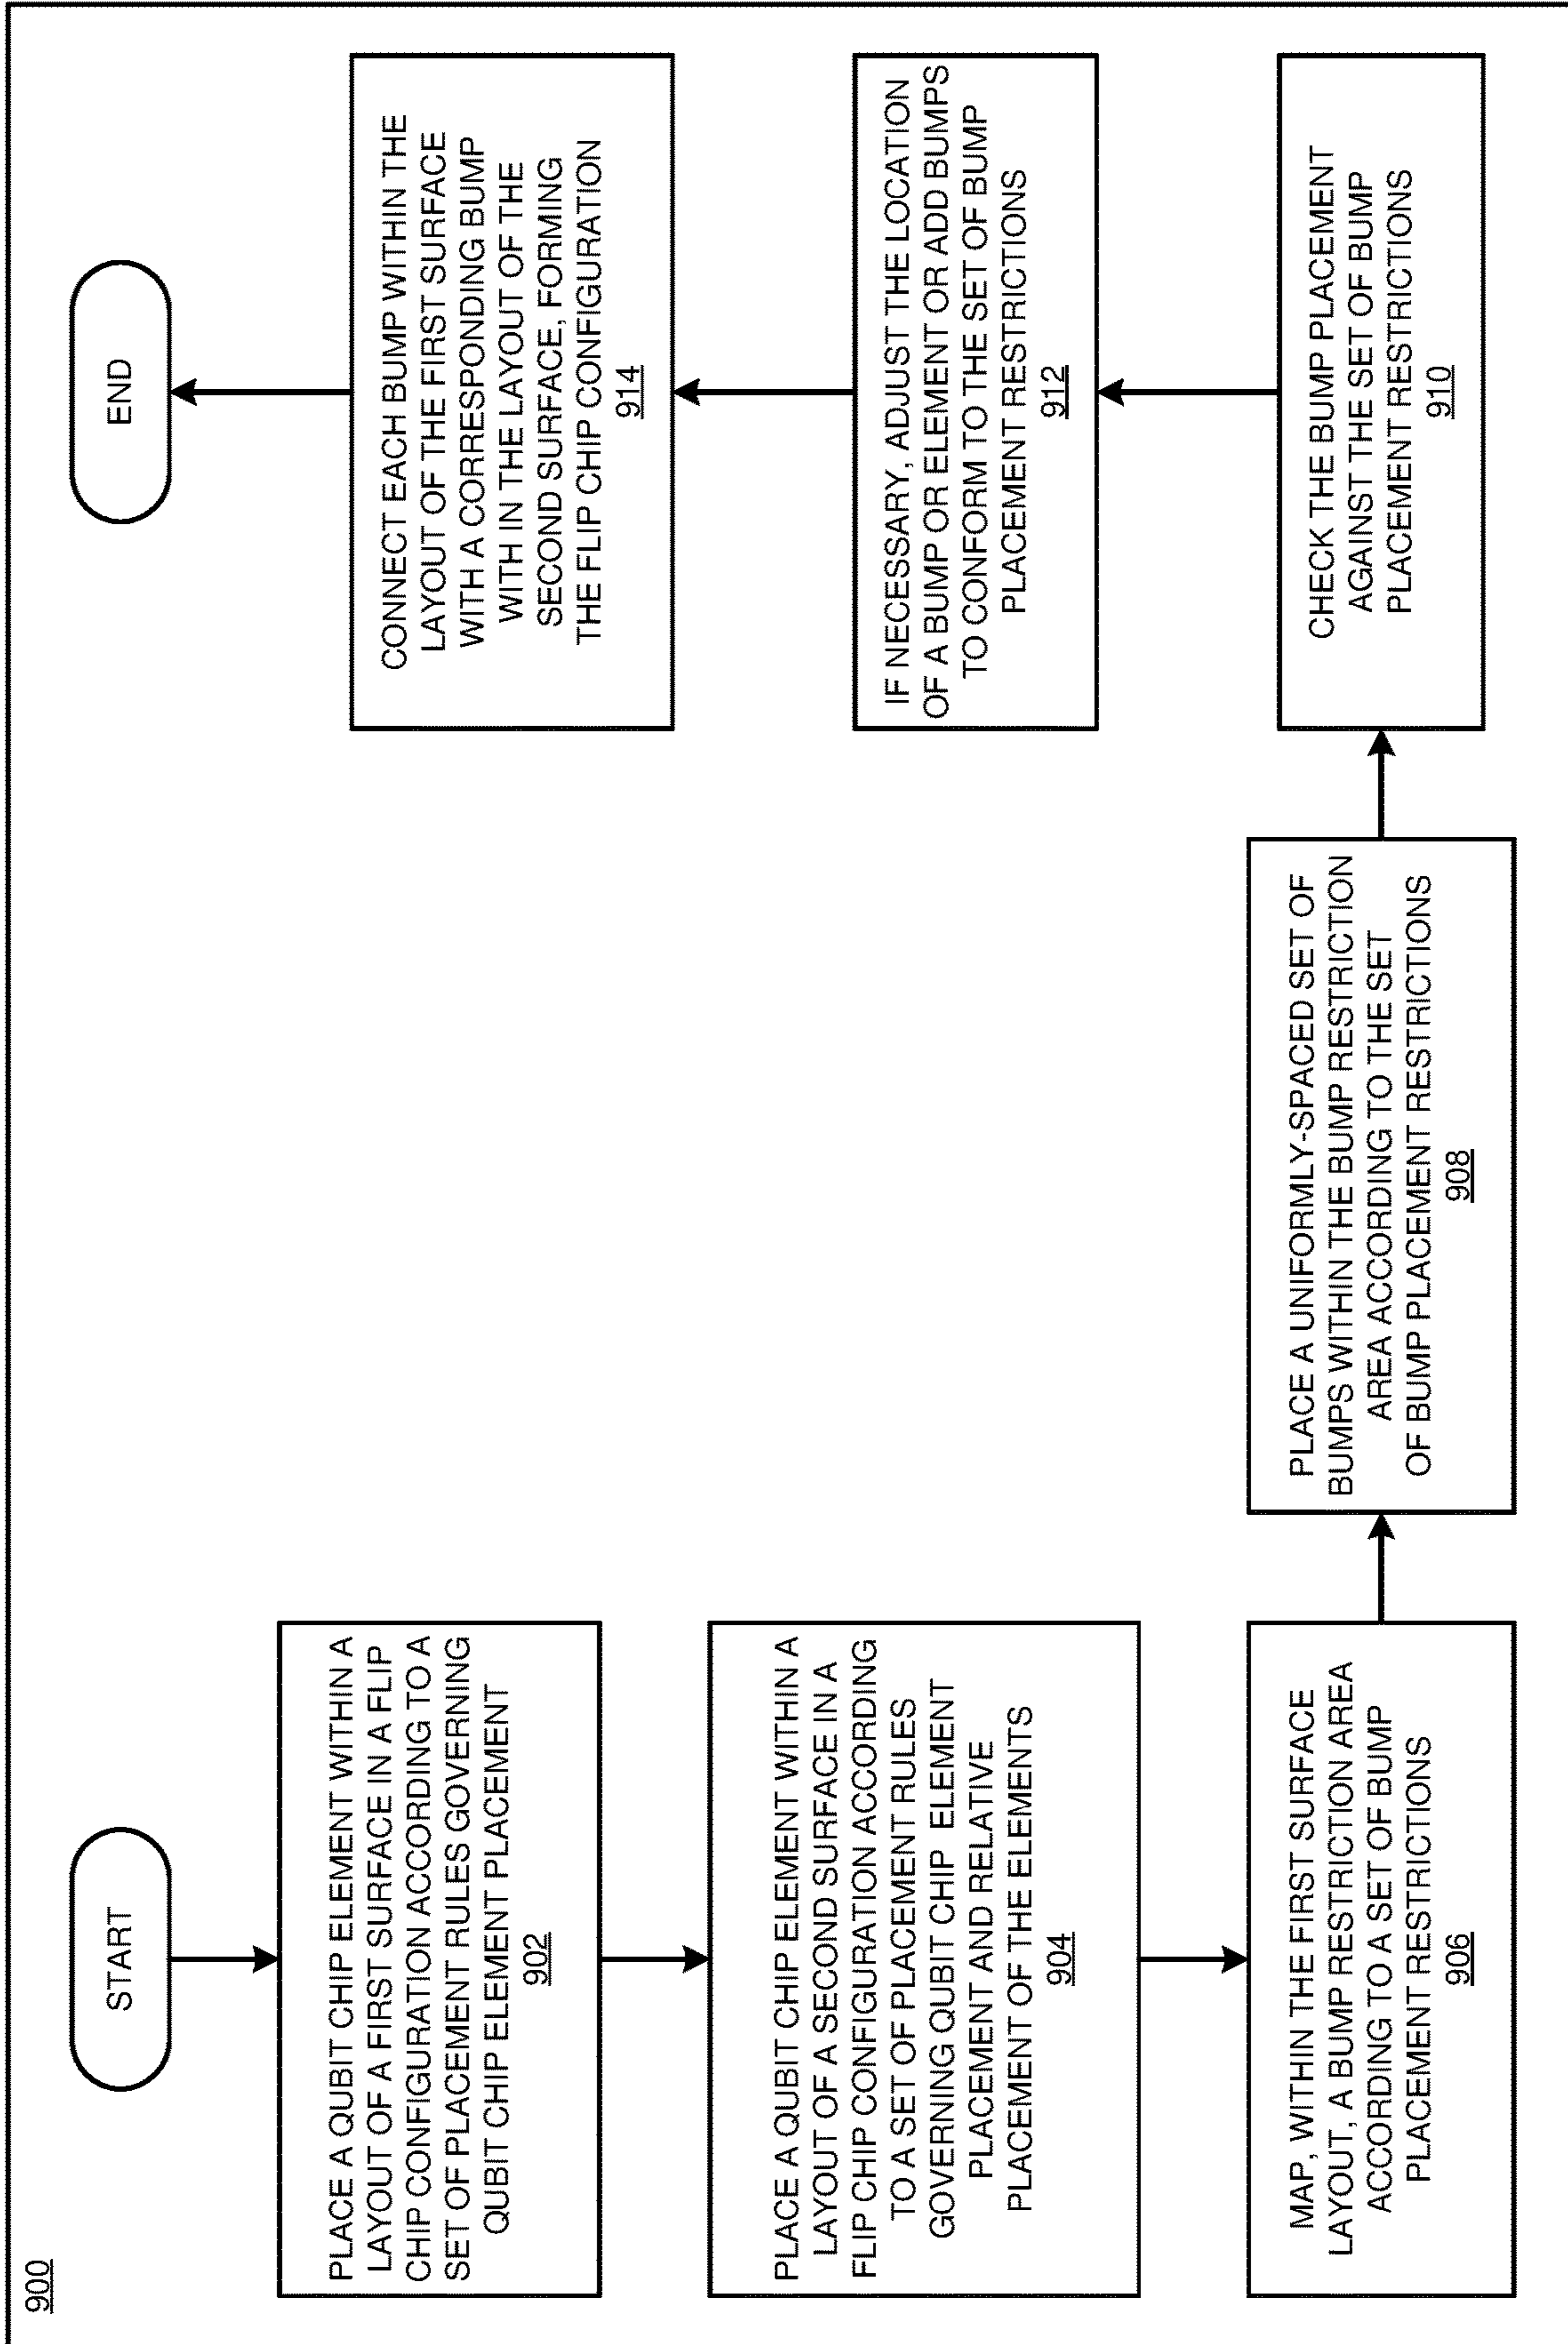 900
START
PLACE A QUBIT CHIP ELEMENT WITHIN A
LAYOUT OF A FIRST SURFACE IN A FLIP
CHIP CONFIGURATION ACCORDING TO A
SET OF PLACEMENT RULES GOVERNING
QUBIT CHIP ELEMENT PLACEMENT
902
PLACE A QUBIT CHIP ELEMENT WITHIN A
LAYOUT OF A SECOND SURFACE IN A
FLIP CHIP CONFIGURATION ACCORDING
TO A SET OF PLACEMENT RULES
GOVERNING QUBIT CHIP ELEMENT
PLACEMENT AND RELATIVE
PLACEMENT OF THE ELEMENTS
904
MAP, WITHIN THE FIRST SURFACE
LAYOUT, A BUMP RESTRICTION AREA
ACCORDING TO A SET OF BUMP
PLACEMENT RESTRICTIONS
906
PLACE A UNIFORMLY-SPACED SET OF
BUMPS WITHIN THE BUMP RESTRICTION
AREA ACCORDING TO THE SET
OF BUMP PLACEMENT RESTRICTIONS
908
CHECK THE BUMP PLACEMENT
AGAINST THE SET OF BUMP
PLACEMENT RESTRICTIONS
910
IF NECESSARY, ADJUST THE LOCATION
OF A BUMP OR ELEMENT OR ADD BUMPS
TO CONFORM TO THE SET OF BUMP
PLACEMENT RESTRICTIONS
912
CONNECT EACH BUMP WITHIN THE
LAYOUT OF THE FIRST SURFACE
WITH A CORRESPONDING BUMP
WITH IN THE LAYOUT OF THE
SECOND SURFACE, FORMING
THE FLIP CHIP CONFIGURATION
914
END